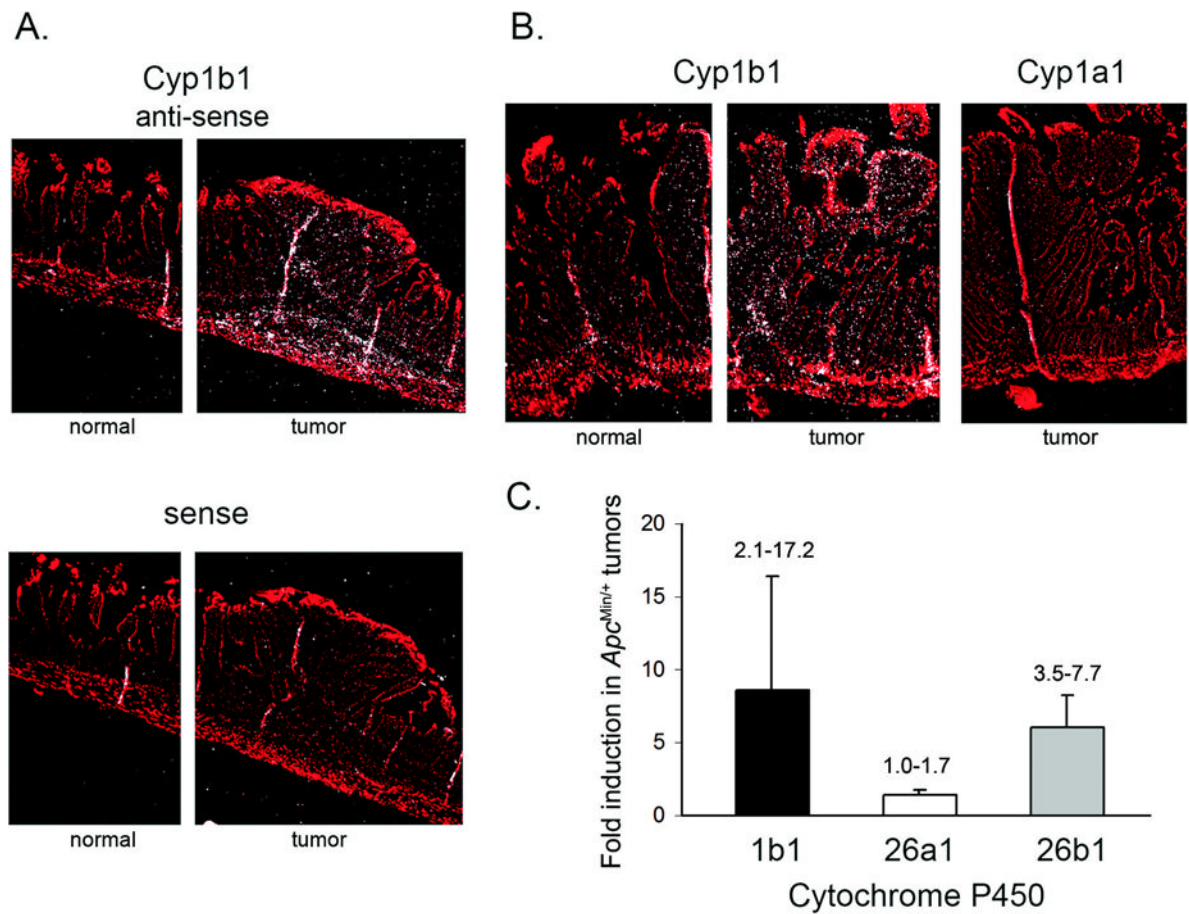 A.
Cyp1b1
anti-sense
normal
tumor
sense
normal
tumor
B.
Cyp1b1
Cyp1a1
normal
tumor
tumor
C.
Fold induction in ApcMin/+ tumors
20
15
10
5
0
2.1-17.2
1.0-1.7
3.5-7.7
1b1
26a1
26b1
Cytochrome P450